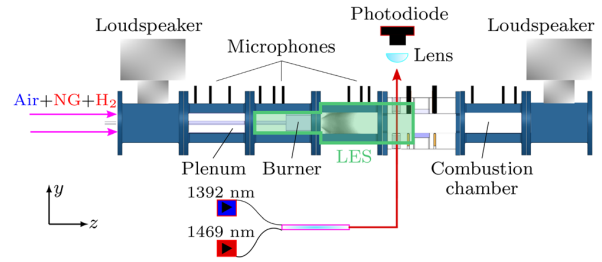 Photodiode
Loudspeaker
Loudspeaker
Microphones
Lens
Air+NG+H₂
LES
Plenum
Burner
Combustion
chamber
1392 nm
y
z
1469 nm